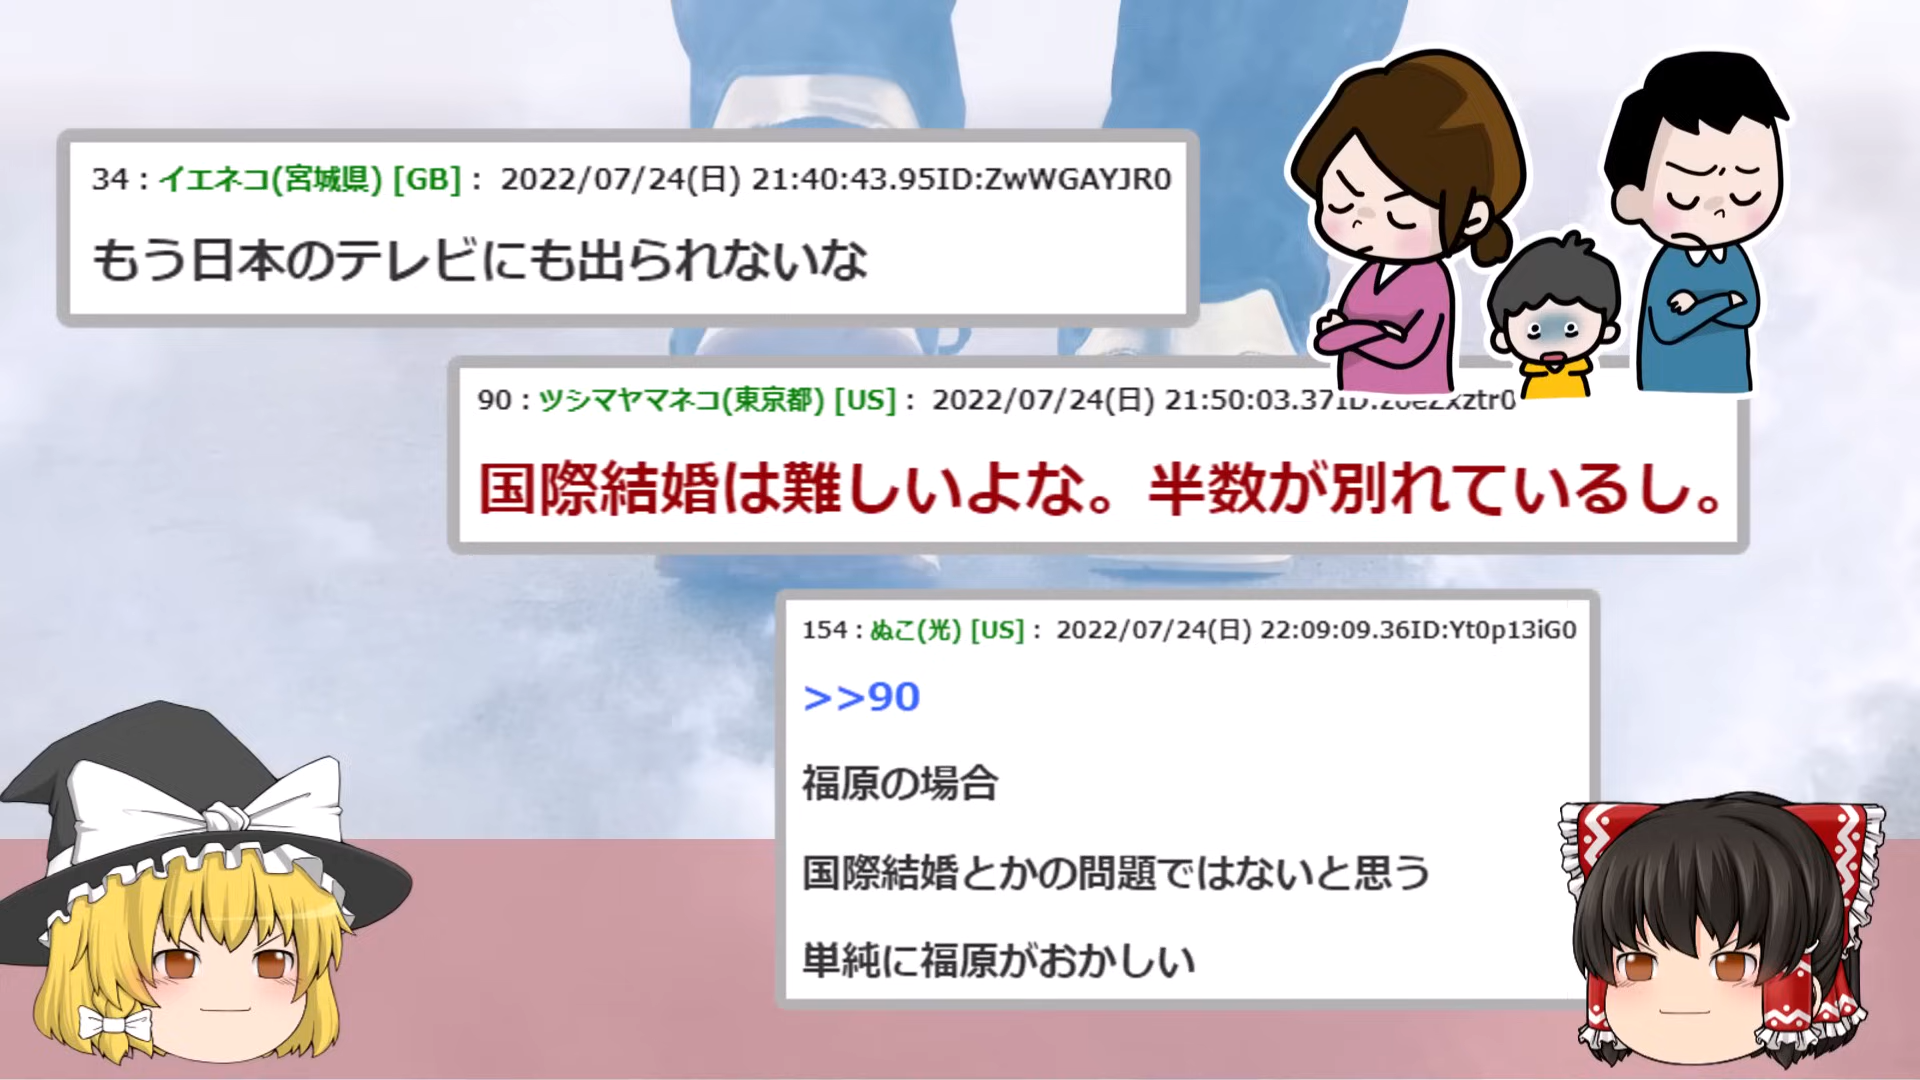 34：イエネコ(宮城県) [GB]： 2022/07/24(日) 21:40:43.95ID:ZwWGAYJR0
もう日本のテレビにも出られないな
90：ツシマヤマネコ(東京都) [US]： 2022/07/24(日) 21:50:03.37
国際結婚は難しいよな。半数が別れているし。
154：ぬこ(光) [US]： 2022/07/24(日) 22:09:09.36ID:Yt0p13iG0
>>90
福原の場合
国際結婚とかの問題ではないと思う
単純に福原がおかしい